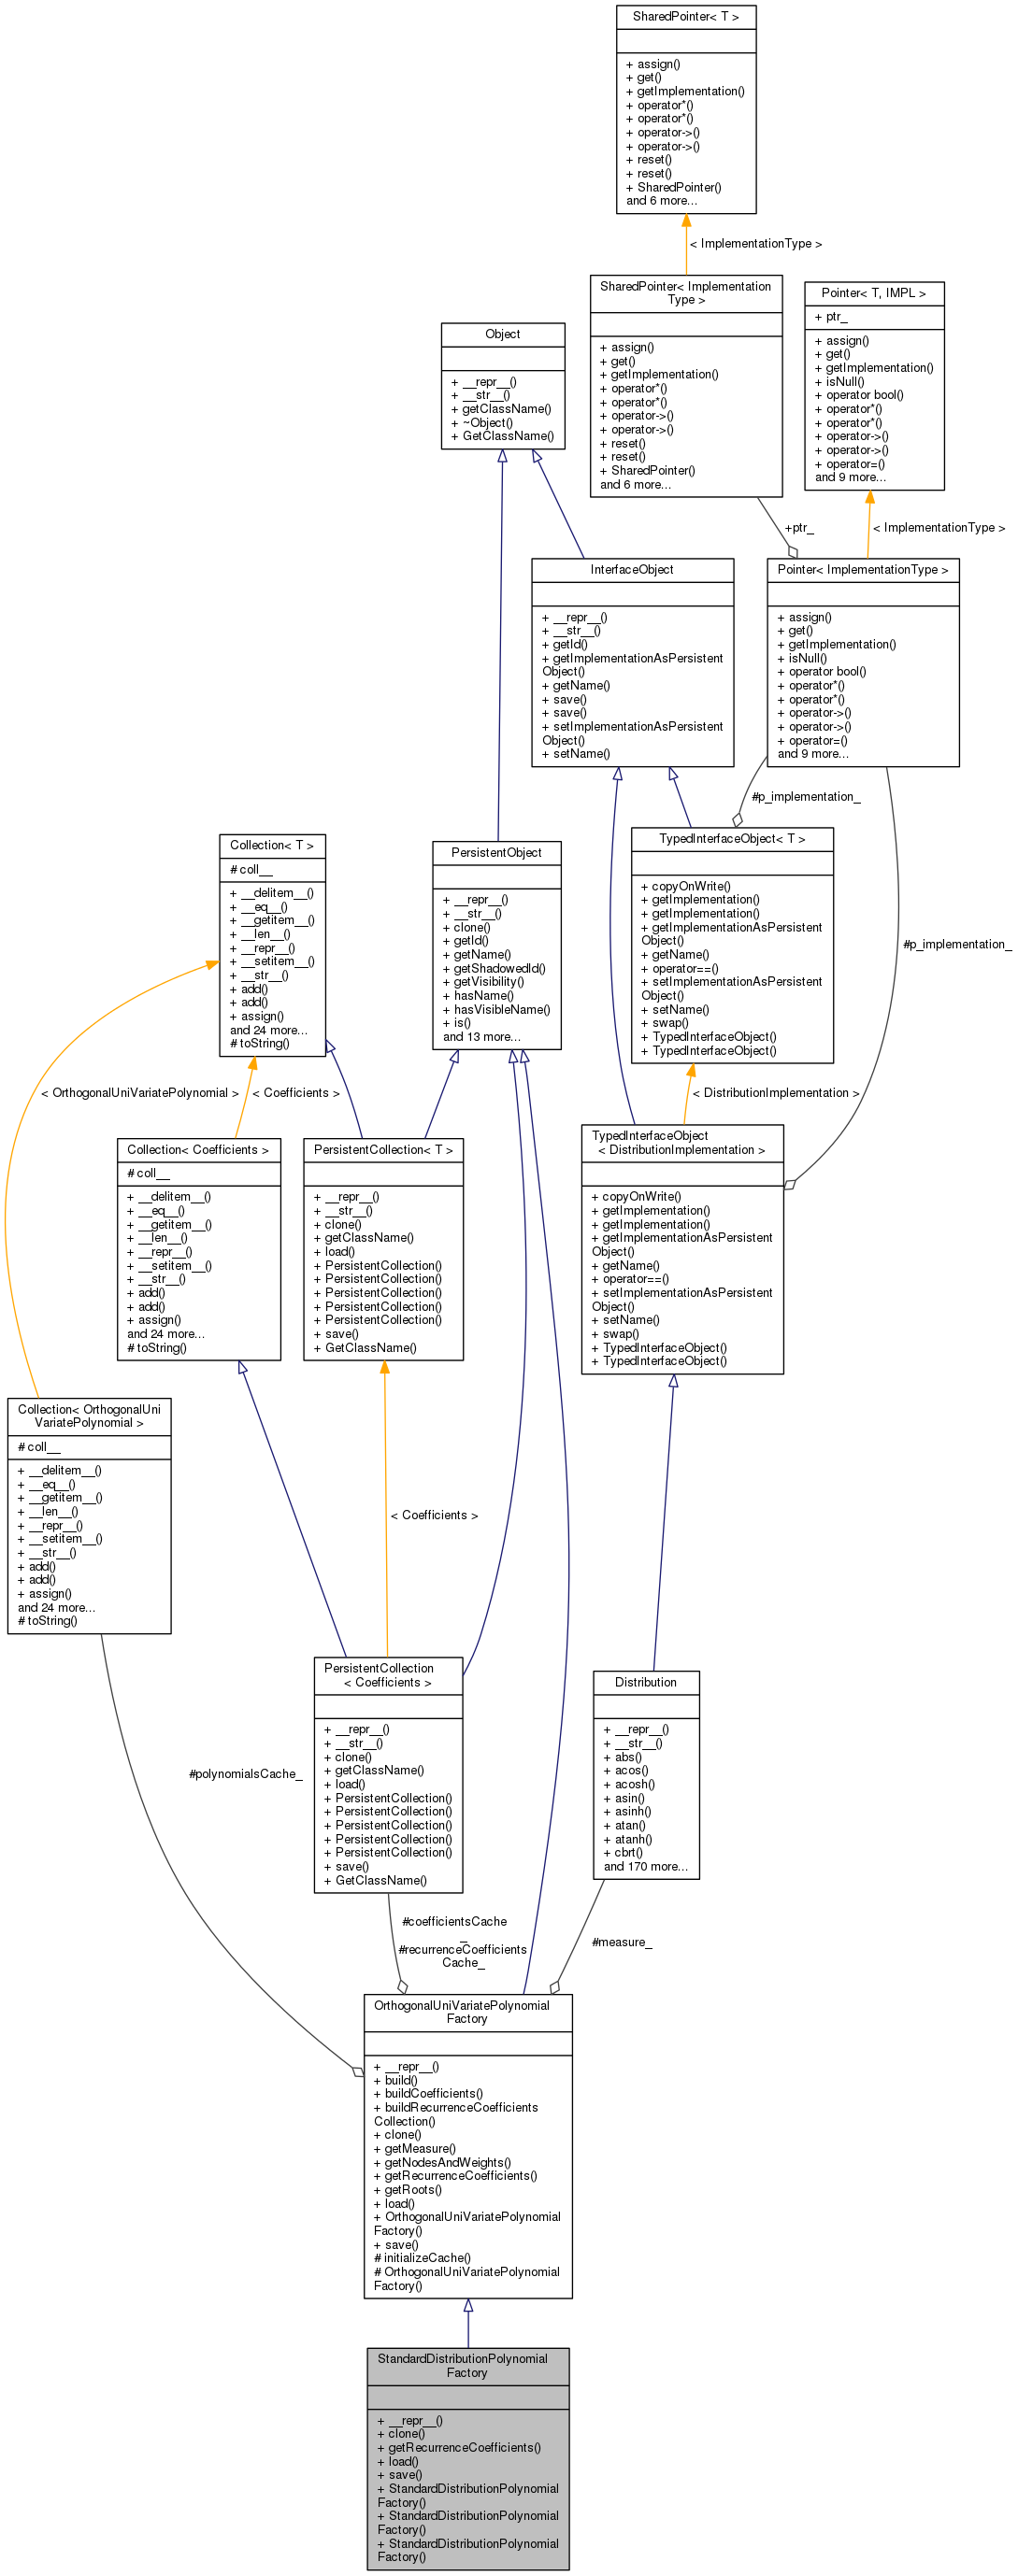 SharedPointer< T >
+ assign()
+ get()
+ getImplementation()
+ operator*()
+ operator*()
+ operator->()
+ operator->()
+ reset()
+ reset()
+ SharedPointer()
and 6 more...
< ImplementationType >
SharedPointer< Implementation
Type >
+ assign()
+ get()
+ getImplementation()
+ operator*()
+ operator*()
+ operator->()
+ operator->()
+ reset()
+ reset()
+ SharedPointer()
and 6 more...
Pointer< T, IMPL >
+ ptr_
+ assign()
+ get()
+ getImplementation()
+ isNull()
+ operator bool()
+ operator*()
+ operator*()
+ operator->()
+ operator->()
+ operator=()
and 9 more...
Object
+ __repr__()
+ __str__()
+ getClassName()
+ ~Object()
+ GetClassName()
+ptr_
< ImplementationType >
InterfaceObject
+ __repr__()
+ __str__()
+ getId()
+ getImplementationAsPersistent
Object()
+ getName()
+ save()
+ save()
+ setImplementationAsPersistent
Object()
+ setName()
Pointer< ImplementationType >
+ assign()
+ get()
+ getImplementation()
+ isNull()
+ operator bool()
+ operator*()
+ operator*()
+ operator->()
+ operator->()
+ operator=()
and 9 more...
#p_implementation_
#p_implementation_
Collection< T >
# coll__
+ __delitem__()
+ __eq__()
+ __getitem__()
+ __len__()
+ __repr__()
+ __setitem__()
+ __str__()
+ add()
+ add()
+ assign()
and 24 more...
# toString()
PersistentObject
+ __repr__()
+ __str__()
+ clone()
+ getId()
+ getName()
+ getShadowedId()
+ getVisibility()
+ hasName()
+ hasVisibleName()
+ is()
and 13 more...
TypedInterfaceObject< T >
+ copyOnWrite()
+ getImplementation()
+ getImplementation()
+ getImplementationAsPersistent
Object()
+ getName()
+ operator==()
+ setImplementationAsPersistent
Object()
+ setName()
+ swap()
+ TypedInterfaceObject()
+ TypedInterfaceObject()
< OrthogonalUniVariatePolynomial >
< Coefficients >
< DistributionImplementation >
Collection< Coefficients >
# coll__
+ __delitem__()
+ __eq__()
+ __getitem__()
+ __len__()
+ __repr__()
+ __setitem__()
+ __str__()
+ add()
+ add()
+ assign()
and 24 more...
# toString()
PersistentCollection< T >
+ __repr__()
+ __str__()
+ clone()
+ getClassName()
+ load()
+ PersistentCollection()
+ PersistentCollection()
+ PersistentCollection()
+ PersistentCollection()
+ PersistentCollection()
+ save()
+ GetClassName()
TypedInterfaceObject
< DistributionImplementation >
+ copyOnWrite()
+ getImplementation()
+ getImplementation()
+ getImplementationAsPersistent
Object()
+ getName()
+ operator==()
+ setImplementationAsPersistent
Object()
+ setName()
+ swap()
+ TypedInterfaceObject()
+ TypedInterfaceObject()
Collection< OrthogonalUni
VariatePolynomial >
# coll__
+ __delitem__()
+ __eq__()
+ __getitem__()
+ __len__()
+ __repr__()
+ __setitem__()
+ __str__()
+ add()
+ add()
+ assign()
and 24 more...
# toString()
< Coefficients >
PersistentCollection
< Coefficients >
+ __repr__()
+ __str__()
+ clone()
+ getClassName()
+ load()
+ PersistentCollection()
+ PersistentCollection()
+ PersistentCollection()
+ PersistentCollection()
+ PersistentCollection()
+ save()
+ GetClassName()
Distribution
+ __repr__()
+ __str__()
+ abs()
+ acos()
+ acosh()
+ asin()
+ asinh()
+ atan()
+ atanh()
+ cbrt()
and 170 more...
#polynomialsCache_
#coefficientsCache
_
#recurrenceCoefficients
Cache_
#measure_
OrthogonalUniVariatePolynomial
Factory
+ __repr__()
+ build()
+ buildCoefficients()
+ buildRecurrenceCoefficients
Collection()
+ clone()
+ getMeasure()
+ getNodesAndWeights()
+ getRecurrenceCoefficients()
+ getRoots()
+ load()
+ OrthogonalUniVariatePolynomial
Factory()
+ save()
# initializeCache()
# OrthogonalUniVariatePolynomial
Factory()
StandardDistributionPolynomial
Factory
+ __repr__()
+ clone()
+ getRecurrenceCoefficients()
+ load()
+ save()
+ StandardDistributionPolynomial
Factory()
+ StandardDistributionPolynomial
Factory()
+ StandardDistributionPolynomial
Factory()